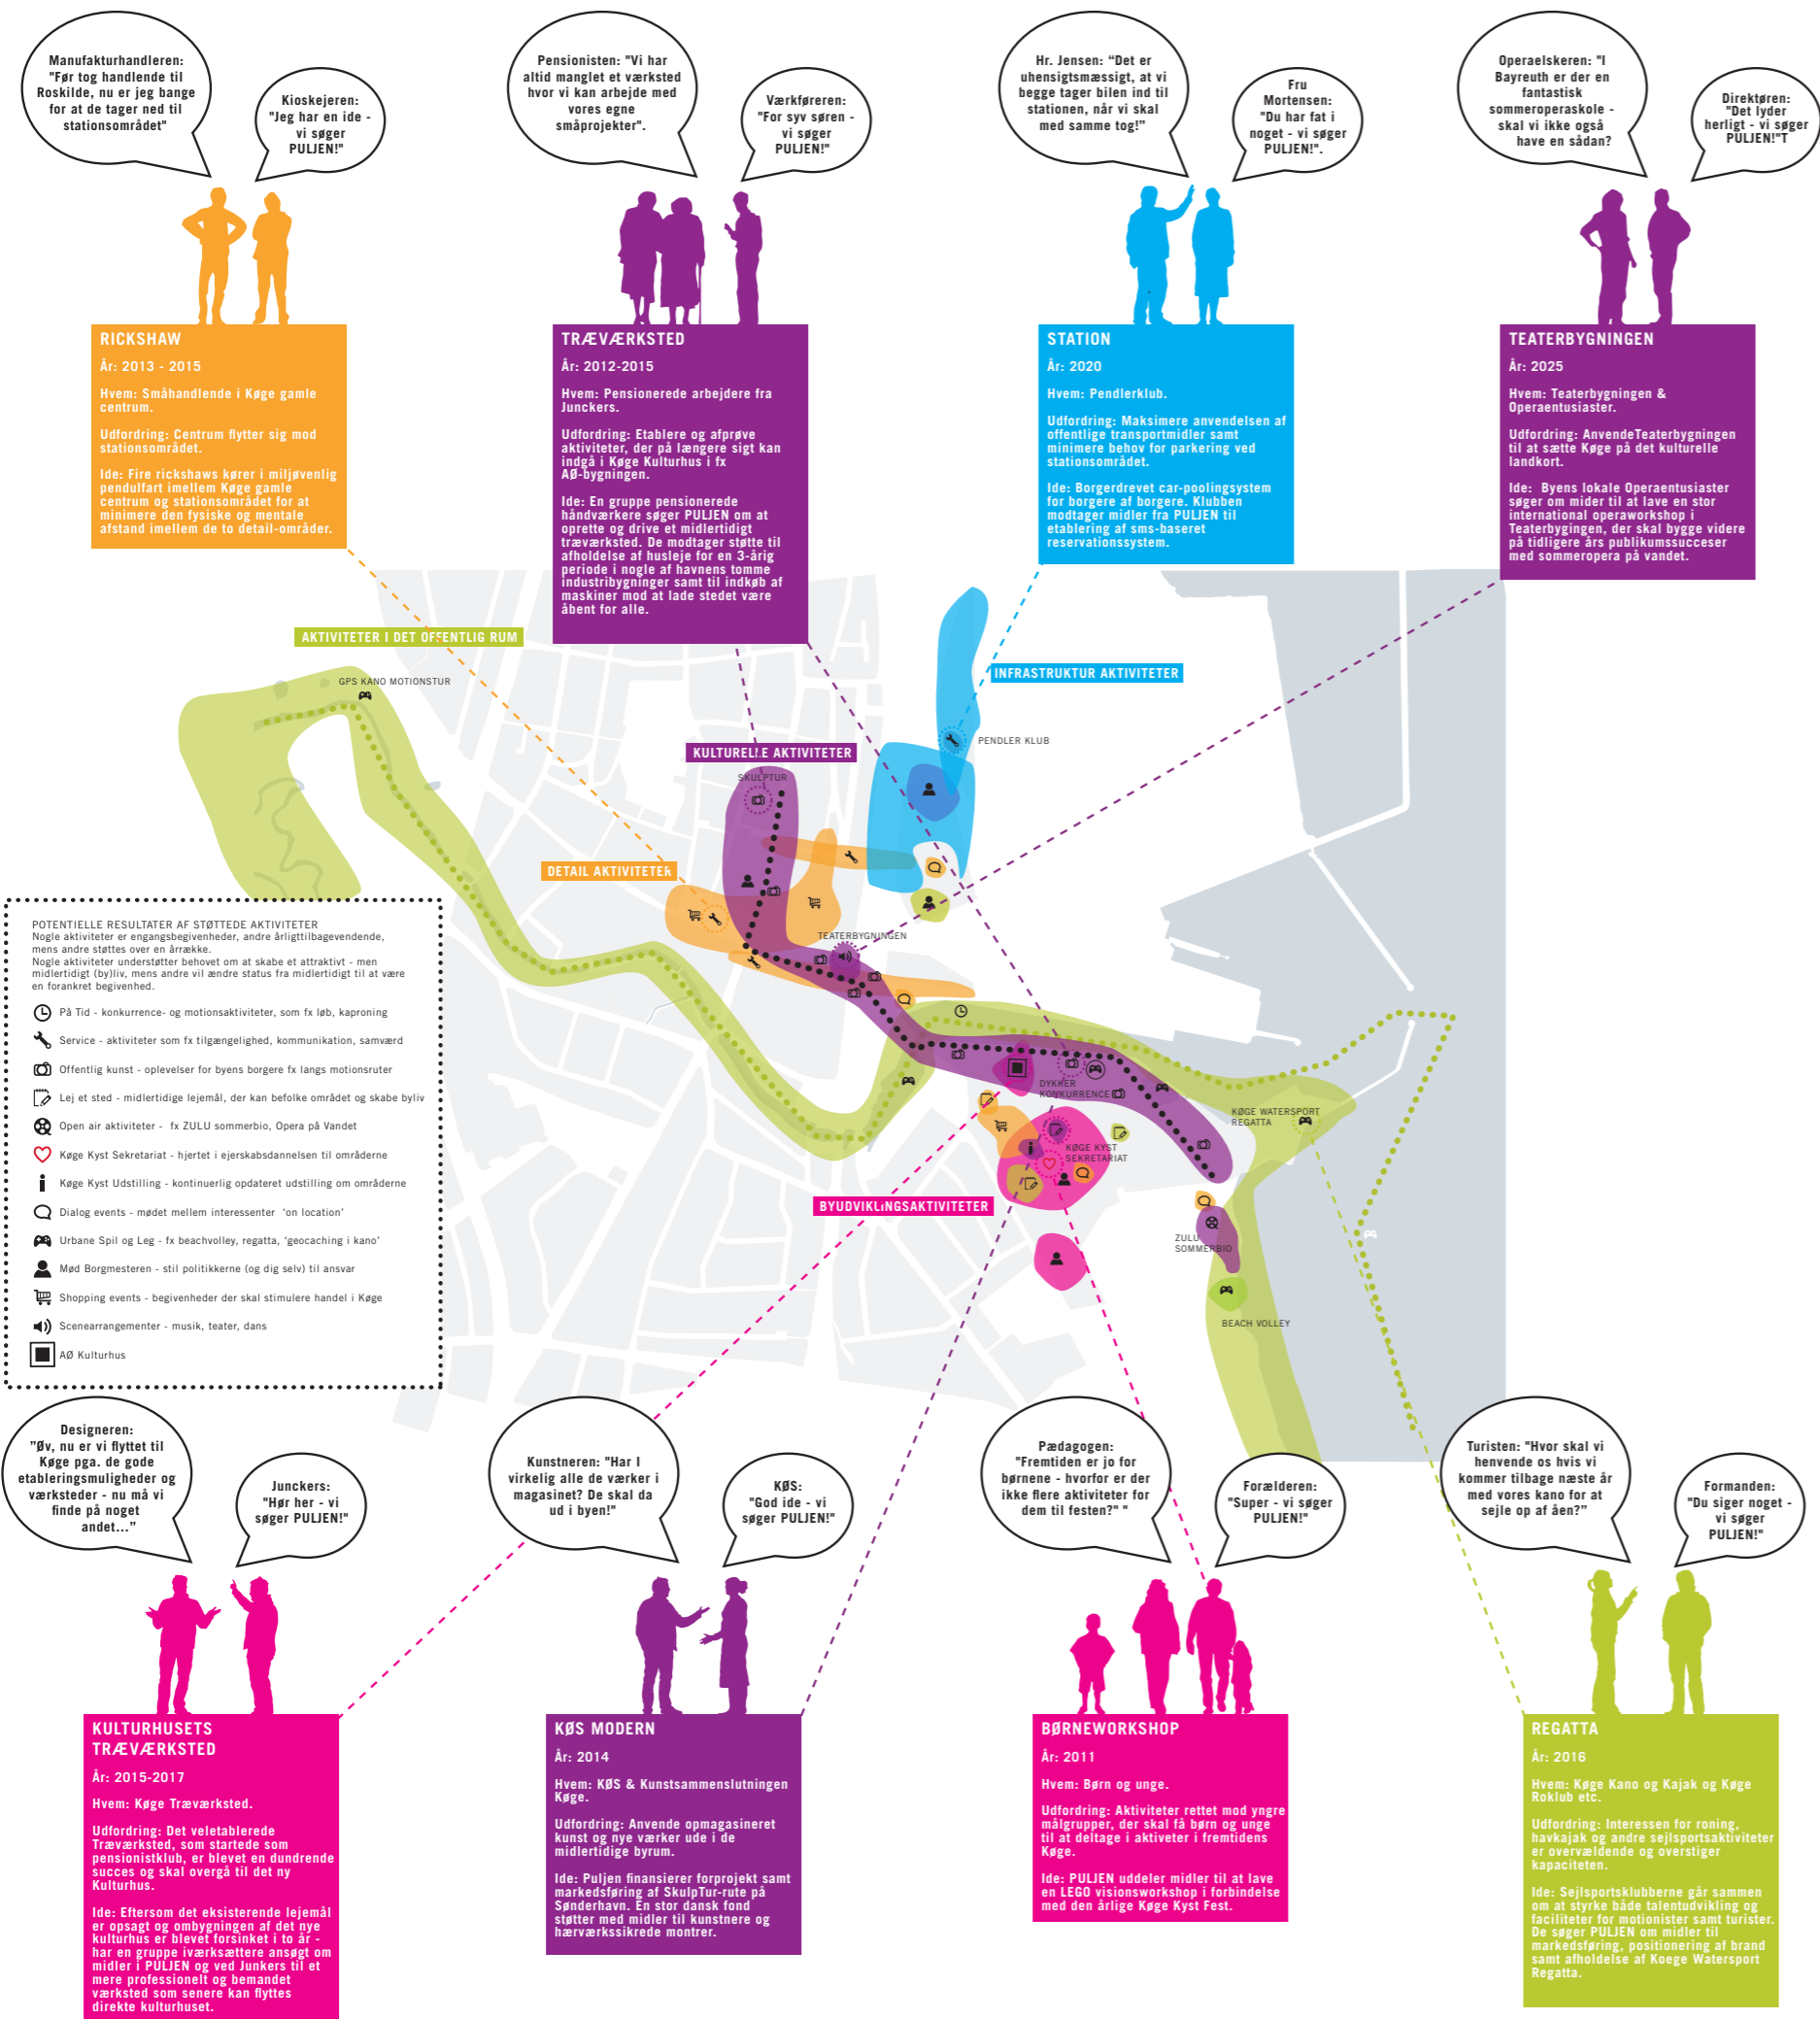 Manufakturhandleren:
"Før tog handlende til
Roskilde, nu er jeg bange
for at de tager ned til
stationsområdet"
Kioskejeren:
"Jeg har en ide -
vi søger
PULJEN!"
Pensionisten: "Vi har
altid manglet et værksted
hvor vi kan arbejde med
vores egne
småprojekter".
Værkføreren:
"For syv søren -
vi søger
PULJEN!"
Hr. Jensen: “Det er
uhensigtsmæssigt, at vi
begge tager bilen ind til
stationen, når vi skal
med samme tog!”
Fru
Mortensen:
"Du har fat i
noget - vi søger
PULJEN!".
Operaelskeren: "I
Bayreuth er der en
fantastisk
sommeroperaskole -
skal vi ikke også
have en sådan?
Direktøren:
"Det lyder
herligt - vi søger
PULJEN!"T
RICKSHAW
År: 2013 - 2015
Hvem: Småhandlende i Køge gamle
centrum.
Udfordring: Centrum flytter sig mod
stationsområdet.
Ide: Fire rickshaws kører i miljøvenlig
pendulfart imellem Køge gamle
centrum og stationsområdet for at
minimere den fysiske og mentale
afstand imellem de to detail-områder.
TRÆVÆRKSTED
År: 2012-2015
Hvem: Pensionerede arbejdere fra
Junckers.
Udfordring: Etablere og afprøve
aktiviteter, der på længere sigt kan
indgå i Køge Kulturhus i fx
AØ-bygningen.
Ide: En gruppe pensionerede
håndværkere søger PULJEN om at
oprette og drive et midlertidigt
træværksted. De modtager støtte til
afholdelse af husleje for en 3-årig
periode i nogle af havnens tomme
industribygninger samt til indkøb af
maskiner mod at lade stedet være
åbent for alle.
STATION
År: 2020
Hvem: Pendlerklub.
Udfordring: Maksimere anvendelsen af
offentlige transportmidler samt
minimere behov for parkering ved
stationsområdet.
Ide: Borgerdrevet car-poolingsystem
for borgere af borgere. Klubben
modtager midler fra PULJEN til
etablering af sms-baseret
reservationssystem.
TEATERBYGNINGEN
År: 2025
Hvem: Teaterbygningen &
Operaentusiaster.
Udfordring: AnvendeTeaterbygningen
til at sætte Køge på det kulturelle
landkort.
Ide: Byens lokale Operaentusiaster
søger om mider til at lave en stor
international operaworkshop i
Teaterbygingen, der skal bygge videre
på tidligere års publikumssucceser
med sommeropera på vandet.
AKTIVITETER I DET OFFENTLIG RUM
GPS KANO MOTIONSTUR
INFRASTRUKTUR AKTIVITETER
PENDLER KLUB
KULTURELLE AKTIVITETER
SKULPTUR
DETAIL AKTIVITETER
TEATERBYGNINGEN
DYKKER
KONKURRENCE
KØGE WATERSPORT
REGATTA
KØGE KYST
SEKRETARIAT
BYUDVIKLINGSAKTIVITETER
ZULU
SOMMERBIO
BEACH VOLLEY
POTENTIELLE RESULTATER AF STØTTEDE AKTIVITETER
Nogle aktiviteter er engangsbegivenheder, andre årligttilbagevendende,
mens andre støttes over en årrække.
Nogle aktiviteter understøtter behovet om at skabe et attraktivt - men
midlertidigt (by)liv, mens andre vil ændre status fra midlertidigt til at være
en forankret begivenhed.
På Tid - konkurrence- og motionsaktiviteter, som fx løb, kaproning
Service - aktiviteter som fx tilgængelighed, kommunikation, samværd
Offentlig kunst - oplevelser for byens borgere fx langs motionsruter
Lej et sted - midlertidige lejemål, der kan befolke området og skabe byliv
Open air aktiviteter - fx ZULU sommerbio, Opera på Vandet
Køge Kyst Sekretariat - hjertet i ejerskabsdannelsen til områderne
Køge Kyst Udstilling - kontinuerlig opdateret udstilling om områderne
Dialog events - mødet mellem interessenter ‘on location’
Urbane Spil og Leg - fx beachvolley, regatta, ‘geocaching i kano’
Mød Borgmesteren - stil politikkerne (og dig selv) til ansvar
Shopping events - begivenheder der skal stimulere handel i Køge
Scenearrangementer - musik, teater, dans
AØ Kulturhus
Designeren:
”Øv, nu er vi flyttet til
Køge pga. de gode
etableringsmuligheder og
værksteder - nu må vi
finde på noget
andet...”
Junckers:
"Hør her - vi
søger PULJEN!"
Kunstneren: "Har I
virkelig alle de værker i
magasinet? De skal da
ud i byen!"
KØS:
"God ide - vi
søger PULJEN!"
Pædagogen:
"Fremtiden er jo for
børnene - hvorfor er der
ikke flere aktiviteter for
dem til festen?" "
Forælderen:
"Super - vi søger
PULJEN!"
Turisten: "Hvor skal vi
henvende os hvis vi
kommer tilbage næste år
med vores kano for at
sejle op af åen?”
Formanden:
"Du siger noget -
vi søger
PULJEN!"
KULTURHUSETS
TRÆVÆRKSTED
År: 2015-2017
Hvem: Køge Træværksted.
Udfordring: Det veletablerede
Træværksted, som startede som
pensionistklub, er blevet en dundrende
succes og skal overgå til det ny
Kulturhus.
Ide: Eftersom det eksisterende lejemål
er opsagt og ombygningen af det nye
kulturhus er blevet forsinket i to år -
har en gruppe iværksættere ansøgt om
midler i PULJEN og ved Junkers til et
mere professionelt og bemandet
værksted som senere kan flyttes
direkte kulturhuset.
KØS MODERN
År: 2014
Hvem: KØS & Kunstsammenslutningen
Køge.
Udfordring: Anvende opmagasineret
kunst og nye værker ude i de
midlertidige byrum.
Ide: Puljen finansierer forprojekt samt
markedsføring af SkulpTur-rute på
Sønderhavn. En stor dansk fond
støtter med midler til kunstnere og
hærværkssikrede montrer.
BØRNEWORKSHOP
År: 2011
Hvem: Børn og unge.
Udfordring: Aktiviteter rettet mod yngre
målgrupper, der skal få børn og unge
til at deltage i aktiveter i fremtidens
Køge.
Ide: PULJEN uddeler midler til at lave
en LEGO visionsworkshop i forbindelse
med den årlige Køge Kyst Fest.
REGATTA
År: 2016
Hvem: Køge Kano og Kajak og Køge
Roklub etc.
Udfordring: Interessen for roning,
havkajak og andre sejlsportsaktiviteter
er overvældende og overstiger
kapaciteten.
Ide: Sejlsportsklubberne går sammen
om at styrke både talentudvikling og
faciliteter for motionister samt turister.
De søger PULJEN om midler til
markedsføring, positionering af brand
samt afholdelse af Koege Watersport
Regatta.